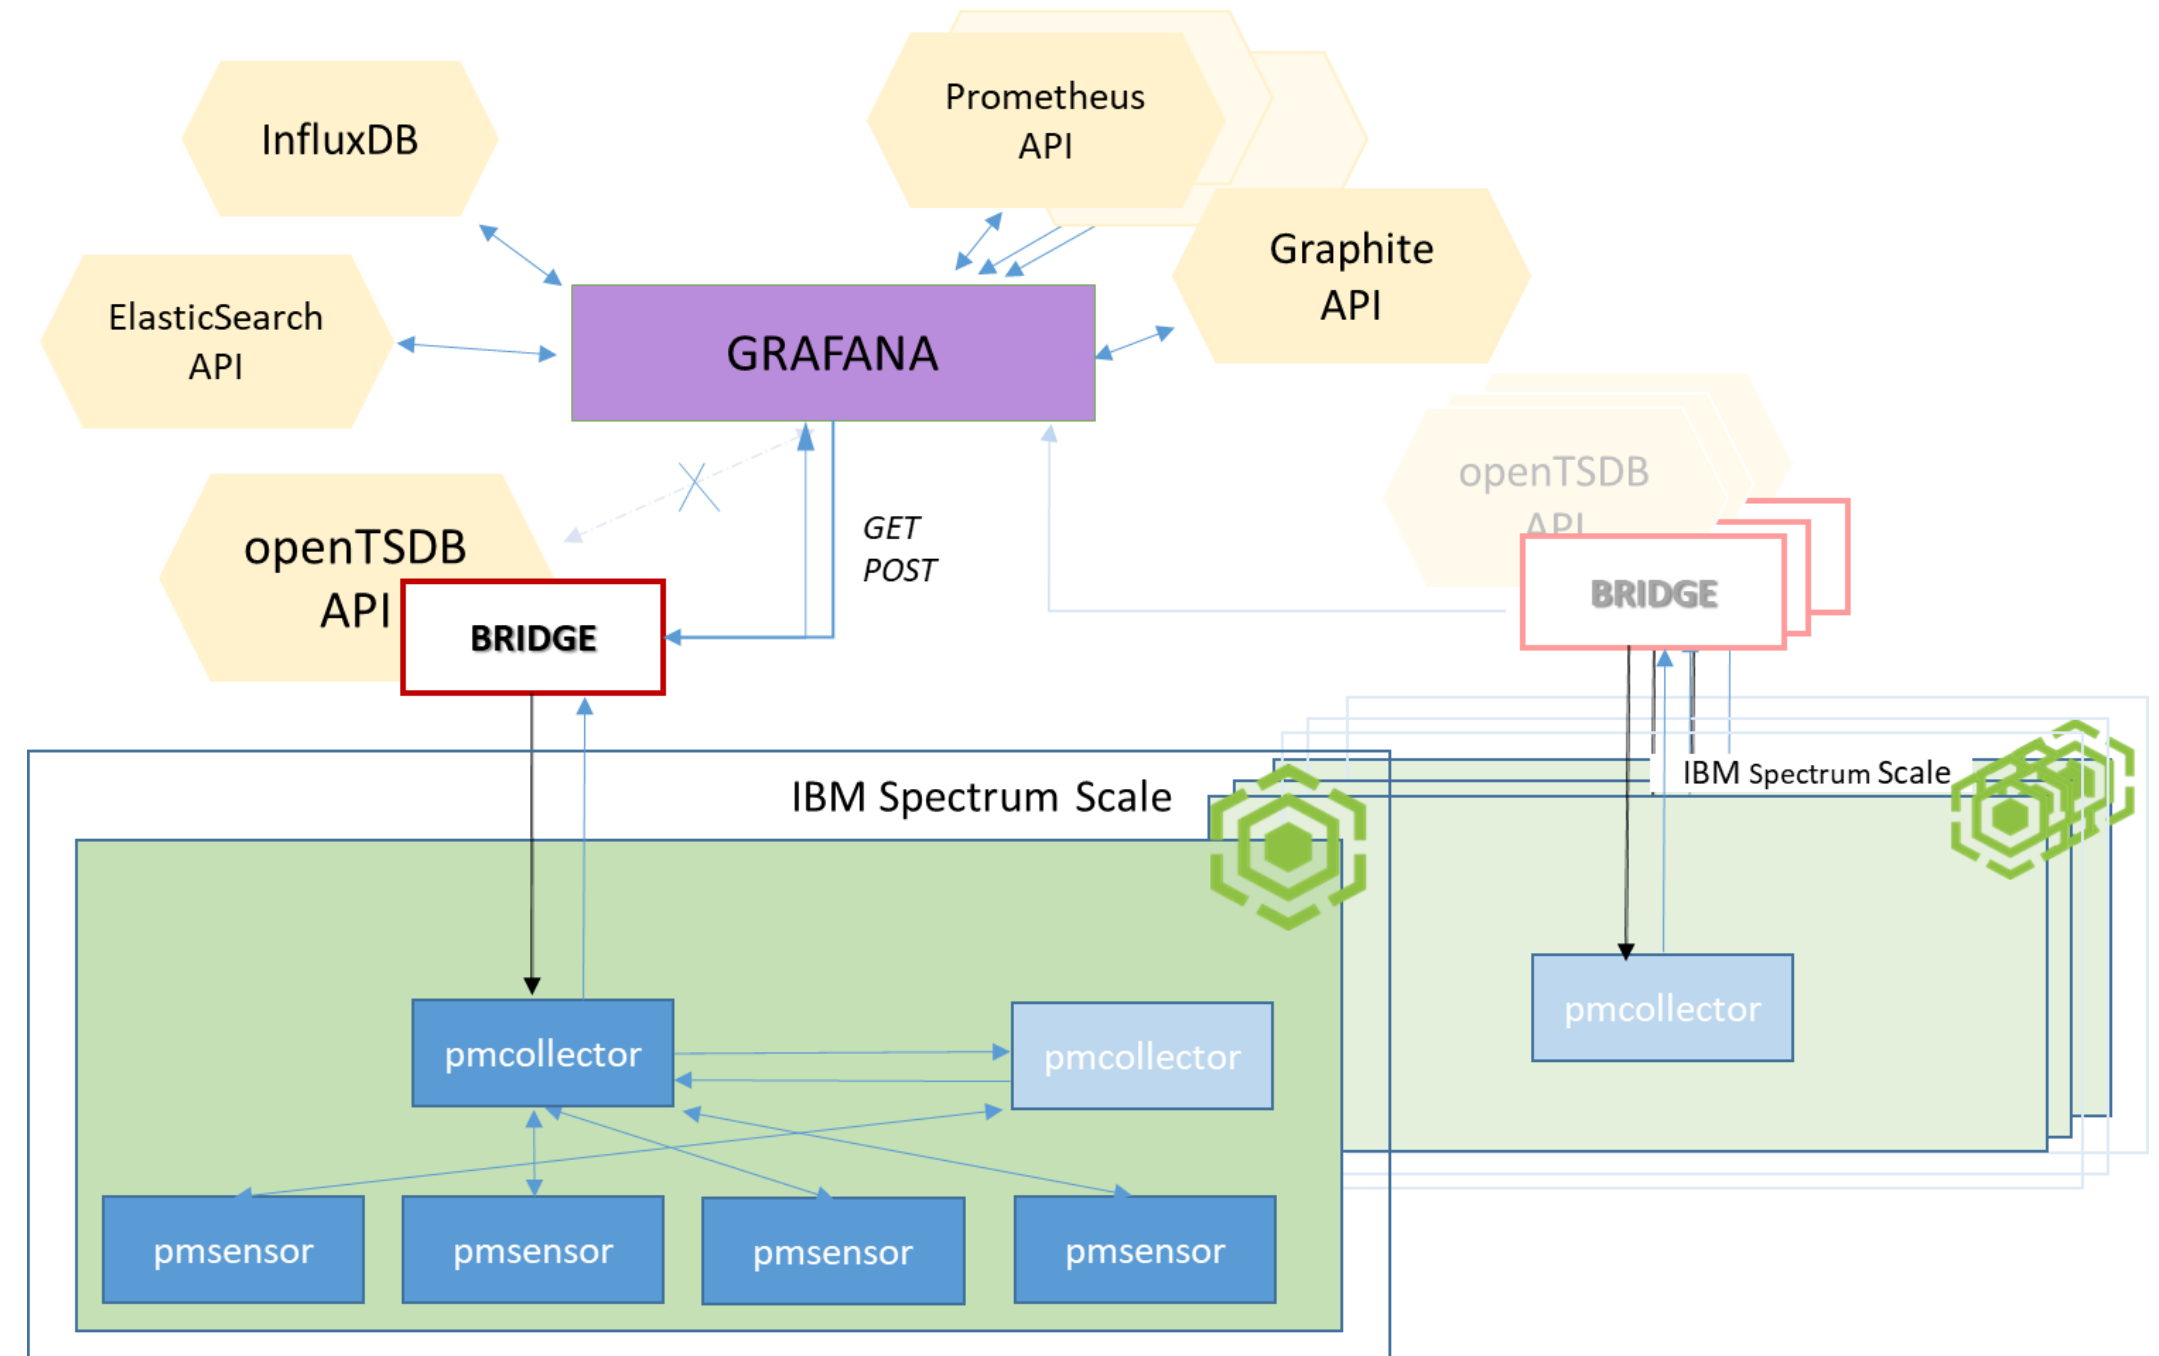 Prometheus
API
InfluxDB
Graphite
API
ElasticSearch
API
GRAFANA
openTSDB
API
GET
POST
openTSDB
API
BRIDGE
BRIDGE
IBM Spectrum Scale
IBM Spectrum Scale
pmcollector
pmcollector
pmcollector
pmsensor
pmsensor
pmsensor
pmsensor